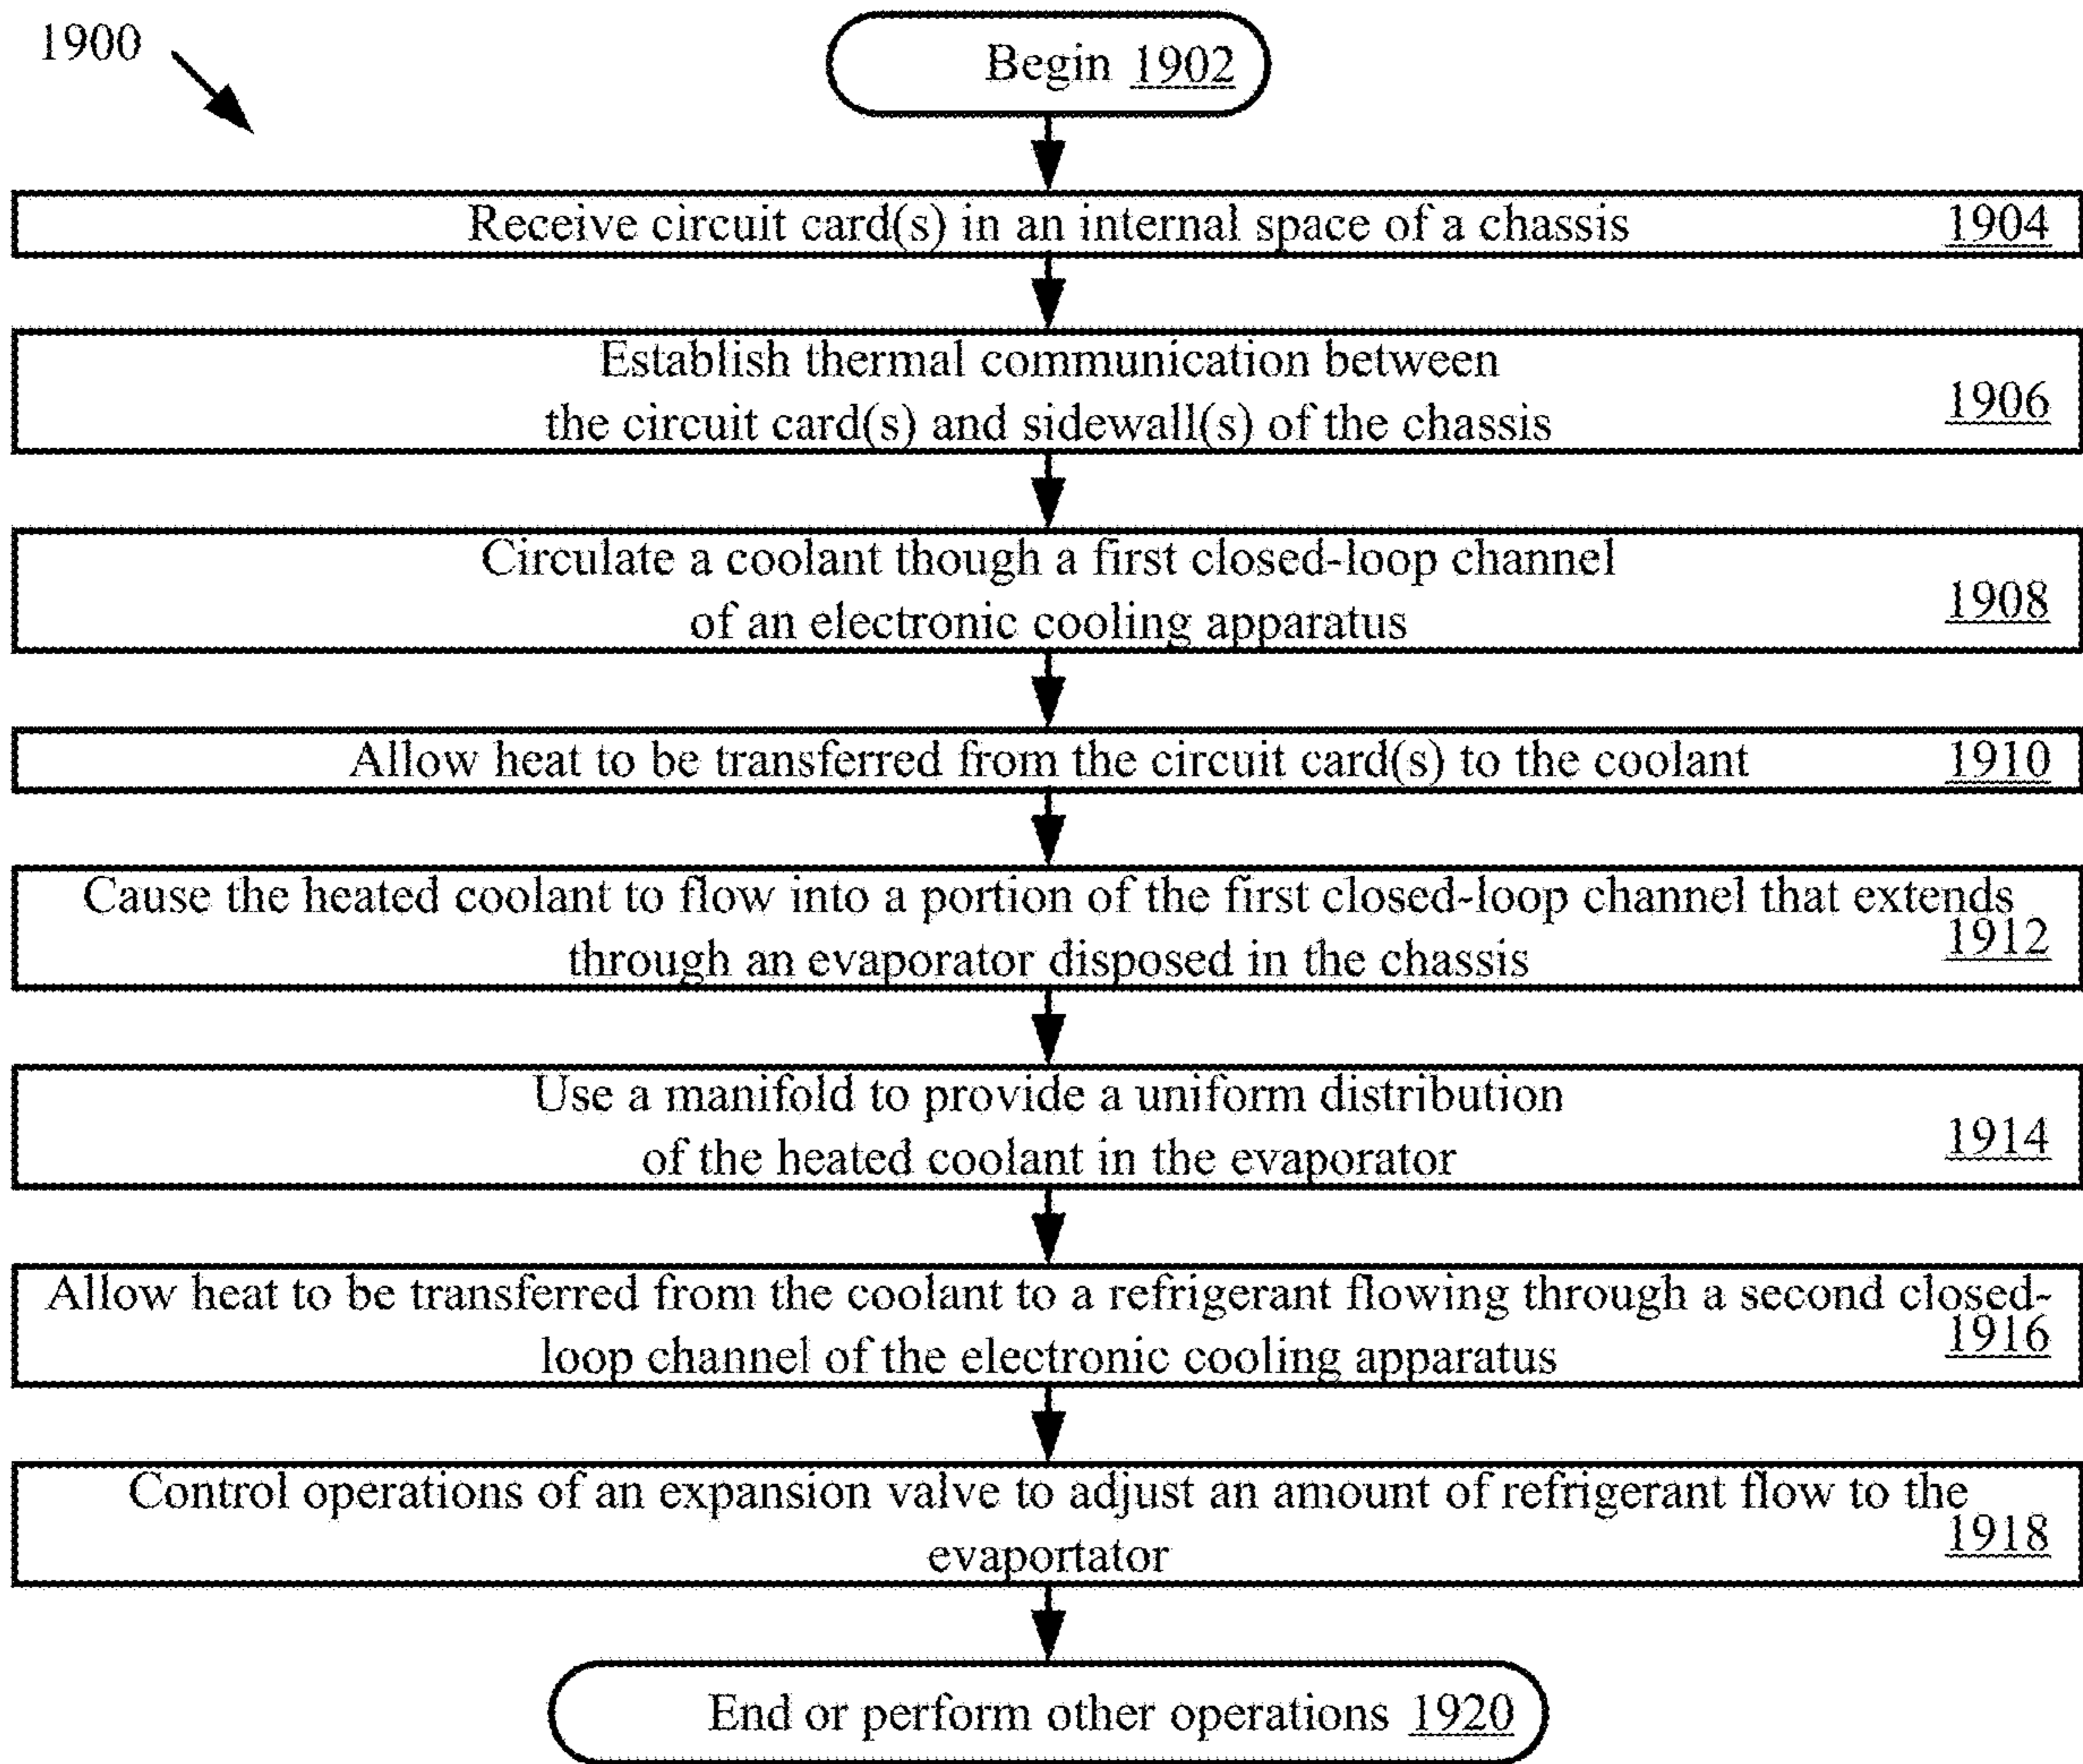 1900
Begin 1902
Receive circuit card(s) in an internal space of a chassis 1904
Establish thermal communication between
the circuit card(s) and sidewall(s) of the chassis
1906
Circulate a coolant though a first closed-loop channel
of an electronic cooling apparatus
1908
Allow heat to be transferred from the circuit card(s) to the coolant 1910
Cause the heated coolant to flow into a portion of the first closed-loop channel that extends
through an evaporator disposed in the chassis
1912
Use a manifold to provide a uniform distribution
of the heated coolant in the evaporator
1914
Allow heat to be transferred from the coolant to a refrigerant flowing through a second closed-
loop channel of the electronic cooling apparatus
1916
Control operations of an expansion valve to adjust an amount of refrigerant flow to the
evaportator
1918
End or perform other operations 1920